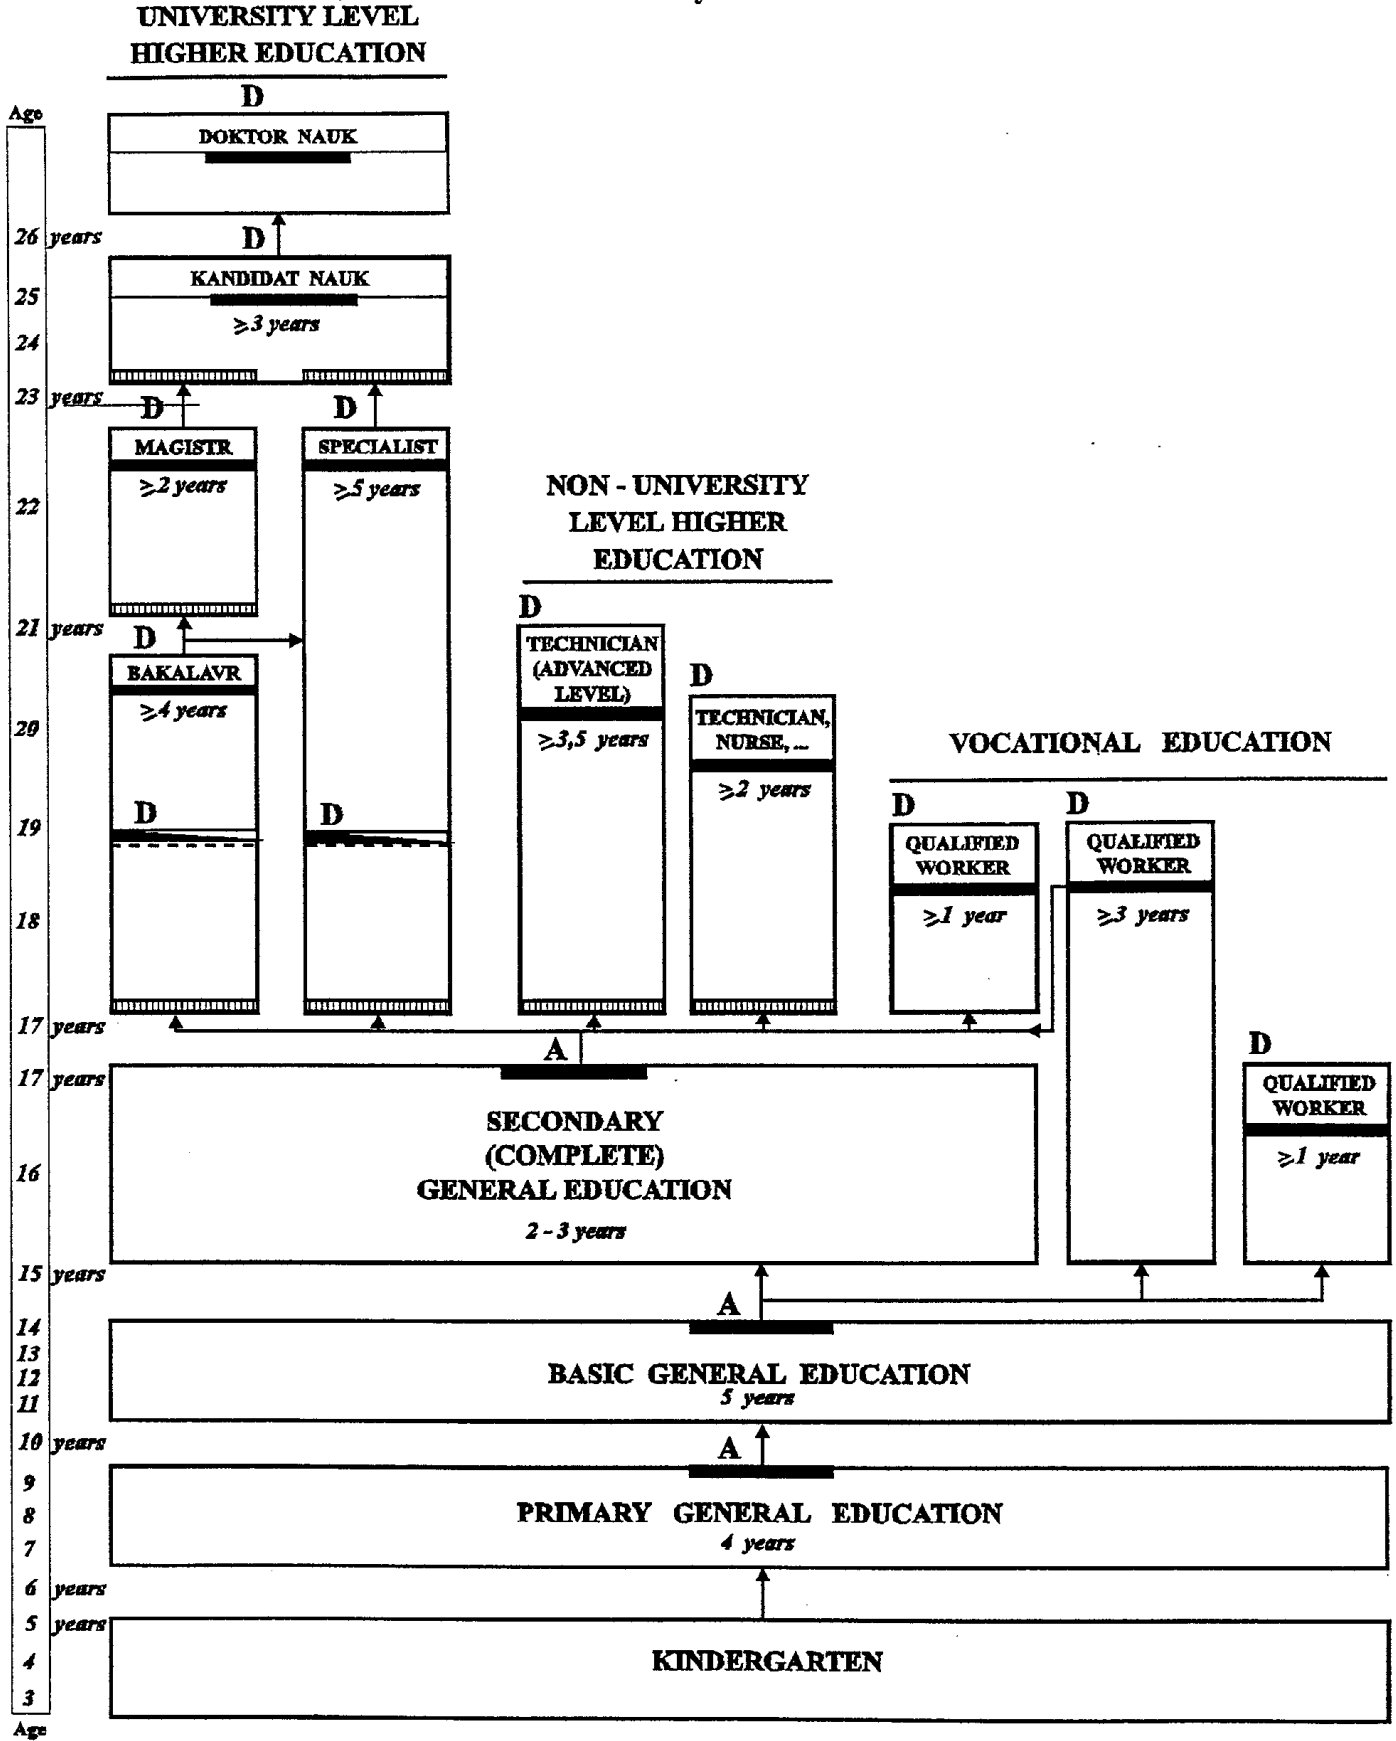 UNIVERSITY LEVEL
HIGHER EDUCATION
D
Age
DOKTOR NAUK
26 years
D
KANDIDAT NAUK
25
⩾3 years
24
23 years
D
D
MAGISTR
SPECIALIST
⩾2 years
⩾5 years
22
NON - UNIVERSITY
LEVEL HIGHER
EDUCATION
D
21 years
D
TECHNICIAN
(ADVANCED
LEVEL)
BAKALAVR
D
⩾4 years
TECHNICIAN,
NURSE, ...
20
⩾3,5 years
VOCATIONAL EDUCATION
⩾2 years
D
D
D
D
19
QUALIFIED
WORKER
QUALIFIED
WORKER
18
⩾1 year
⩾3 years
17 years
A
D
17 years
QUALIFIED
WORKER
SECONDARY
(COMPLETE)
GENERAL EDUCATION
⩾1 year
16
2 - 3 years
15 years
A
14
13
BASIC GENERAL EDUCATION
12
5 years
11
10 years
A
9
PRIMARY GENERAL EDUCATION
8
4 years
7
6 years
5 years
KINDERGARTEN
4
3
Age